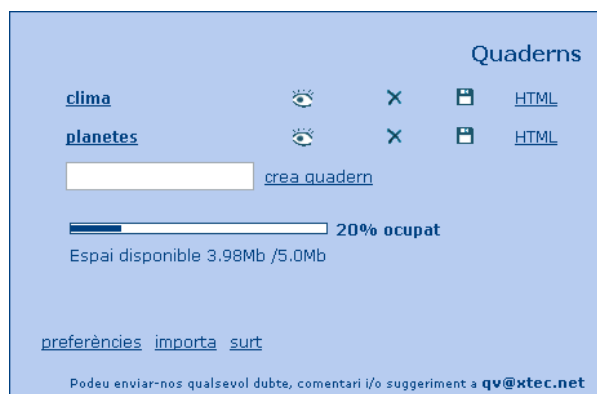 Quaderns
clima HTML
planetes HTML
crea quadern
20% ocupat
Espai disponible 3.98Mb /5.0Mb
preferències importa surt
Podeu enviar-nos qualsevol dubte, comentari i/o suggeriment a qv@xtec.net